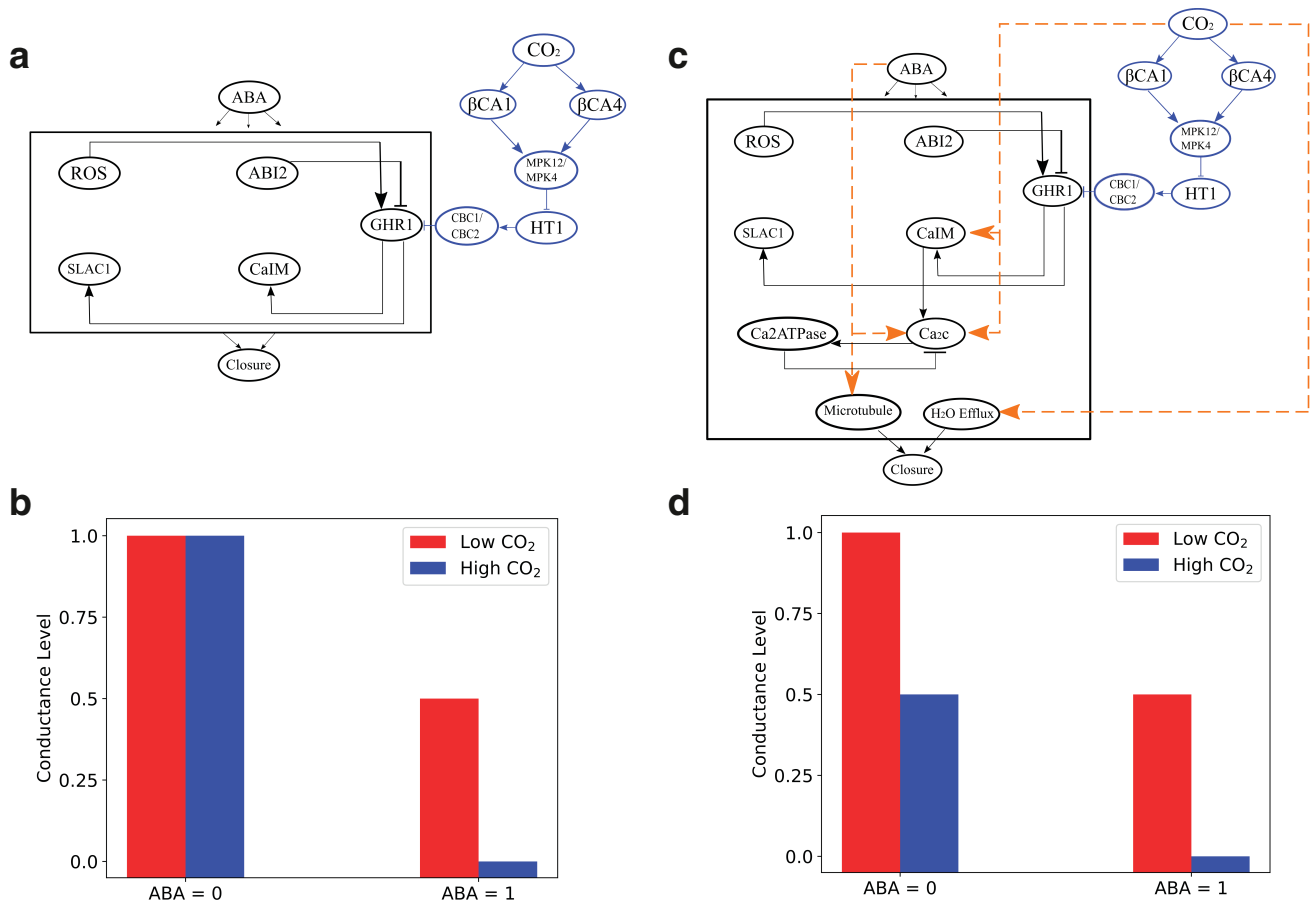 a
CO₂
ABA
βCA1
βCA4
ROS
ABI2
MPK12/
MPK4
GHR1
CBC1/
CBC2
HT1
SLAC1
CaIM
Closure
c
CO₂
ABA
βCA1
βCA4
ROS
ABI2
MPK12/
MPK4
GHR1
CBC1/
CBC2
HT1
SLAC1
CaIM
Ca2ATPase
Ca2c
Microtubule
H2O Efflux
Closure
b
Conductance Level
1.0
0.75
0.5
0.25
0.0
Low CO₂
High CO₂
ABA = 0
ABA = 1
d
Conductance Level
1.0
0.75
0.5
0.25
0.0
Low CO₂
High CO₂
ABA = 0
ABA = 1